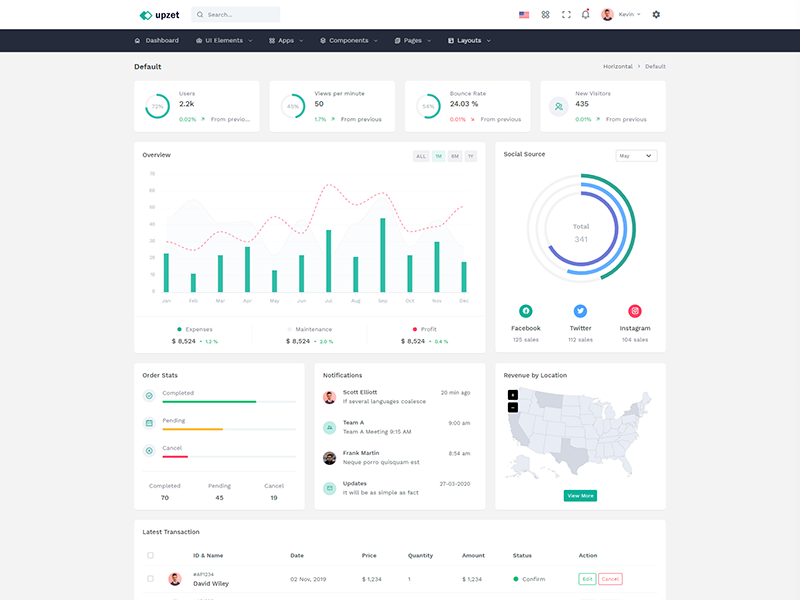 upzet
Search...
Kevin
Dashboard
UI Elements
Apps
Components
Pages
Layouts
Default
Horizontal > Default
72%
Users
2.2k
0.02% From previo...
45%
Views per minute
50
1.7% From previous
54%
Bounce Rate
24.03 %
0.01% From previous
New Visitors
435
0.01% From previous
Overview
ALL 1M 6M 1Y
70
60
50
40
30
20
10
0
Jan Feb Mar Apr May Jun Jul Aug Sep Oct Nov Dec
Expenses
$ 8,524 • 1.2 %
Maintenance
$ 8,524 • 2.0 %
Profit
$ 8,524 • 0.4 %
Social Source
May
Total
341
Facebook
125 sales
Twitter
112 sales
Instagram
104 sales
Order Stats
Completed
Pending
Cancel
Completed Pending Cancel
70 45 19
Notifications
Scott Elliott 20 min ago
If several languages coalesce
Team A 9:00 am
Team A Meeting 9:15 AM
Frank Martin 8:54 am
Neque porro quisquam est
Updates 27-03-2020
It will be as simple as fact
Revenue by Location
+
−
View More
Latest Transaction
ID & Name Date Price Quantity Amount Status Action
#AP1234
David Wiley 02 Nov, 2019 $ 1,234 1 $ 1,234 Confirm Edit Cancel